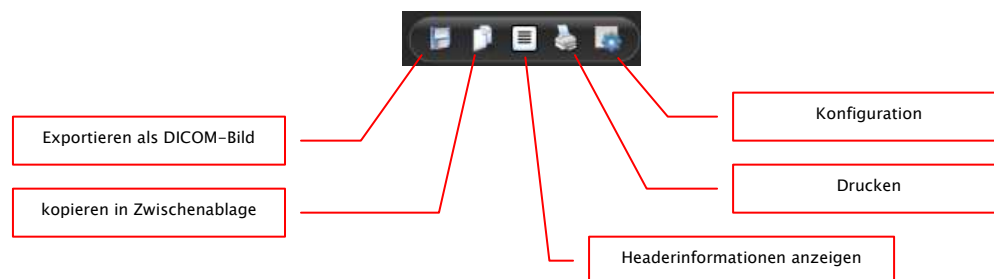 Konfiguration
Exportieren als DICOM-Bild
Drucken
kopieren in Zwischenablage
Headerinformationen anzeigen